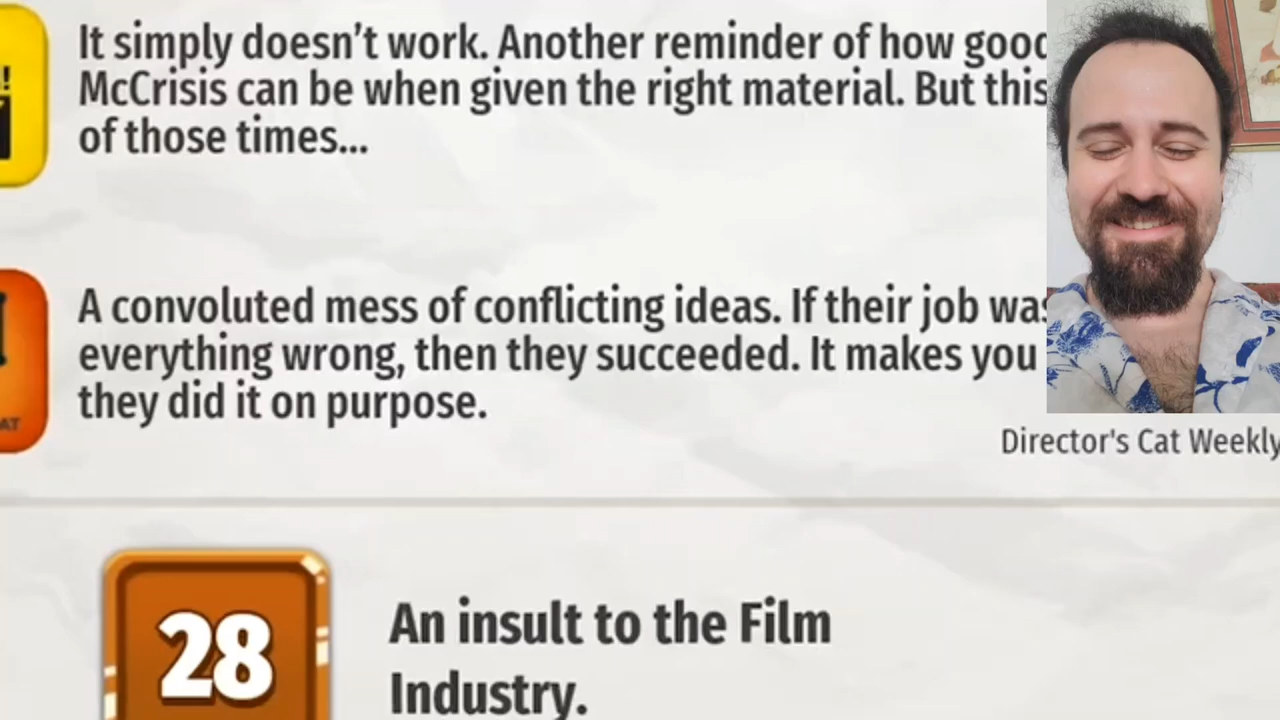 It simply doesn’t work. Another reminder of how good
McCrisis can be when given the right material. But this
of those times...
A convoluted mess of conflicting ideas. If their job was
everything wrong, then they succeeded. It makes you
they did it on purpose.
AT
Director's Cat Weekly
28
An insult to the Film
Industry.